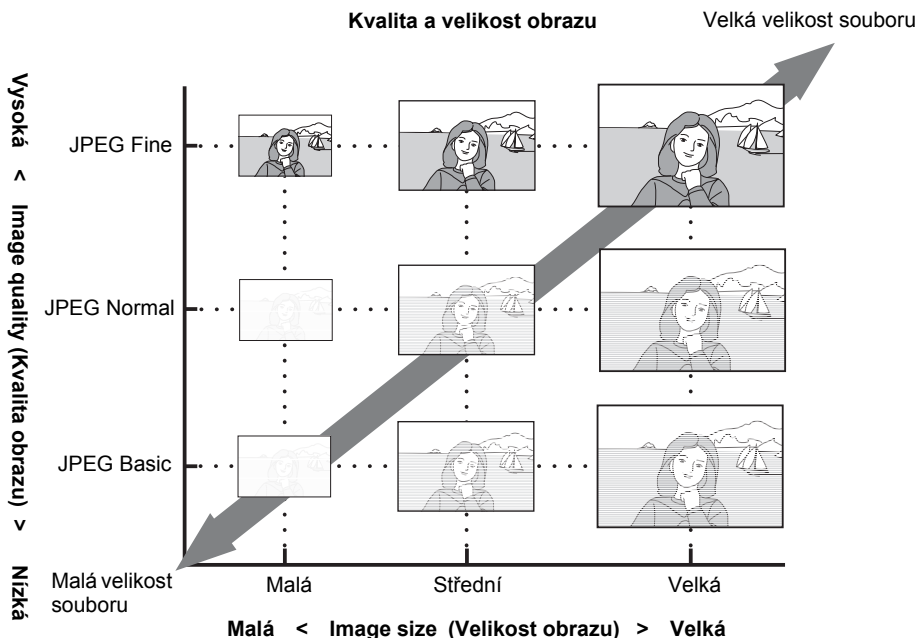 Kvalita a velikost obrazu
Velká velikost souboru
Vysoká < Image quality (Kvalita obrazu) > Nízká
JPEG Fine
JPEG Normal
JPEG Basic
Malá velikost
souboru
Malá Střední Velká
Malá < Image size (Velikost obrazu) > Velká